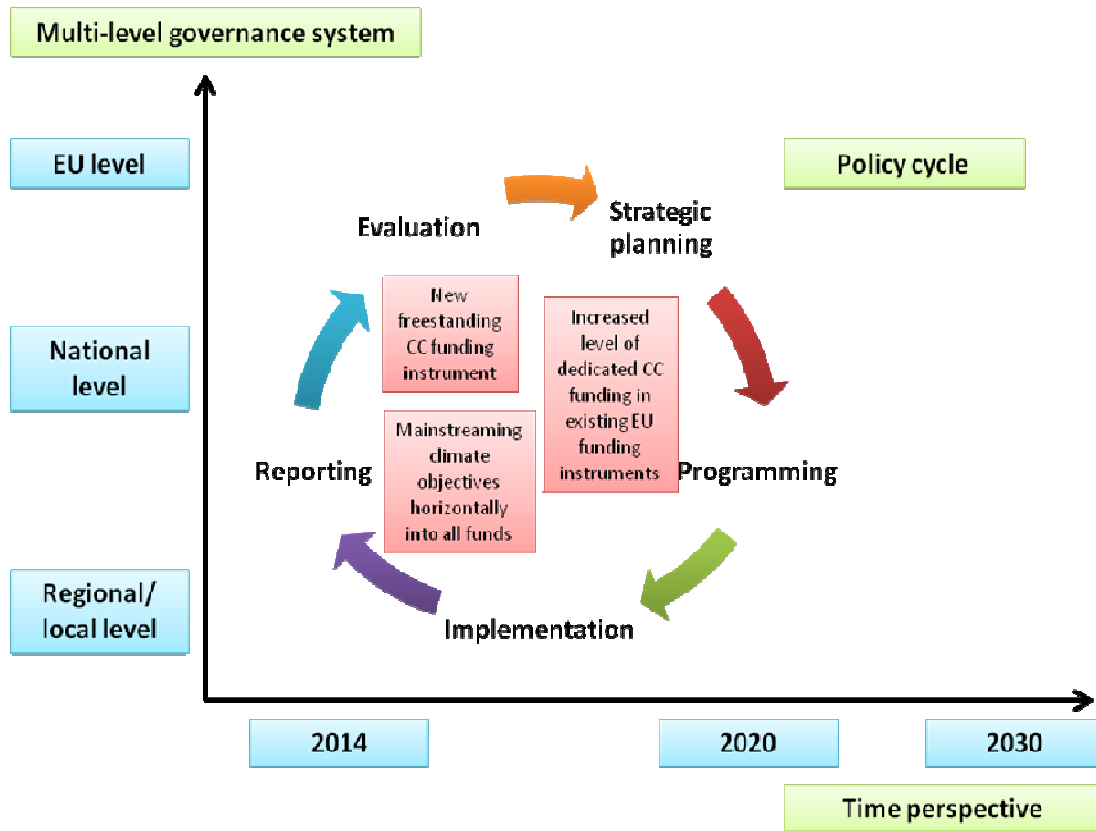 Multi-level governance system
EU level
Policy cycle
Evaluation
Strategic
planning
New
freestanding
CC funding
instrument
Increased
level of
dedicated CC
funding in
existing EU
funding
instruments
National
level
Mainstreaming
climate
objectives
horizontally
into all funds
Reporting
Programming
Regional/
local level
Implementation
2014
2020
2030
Time perspective